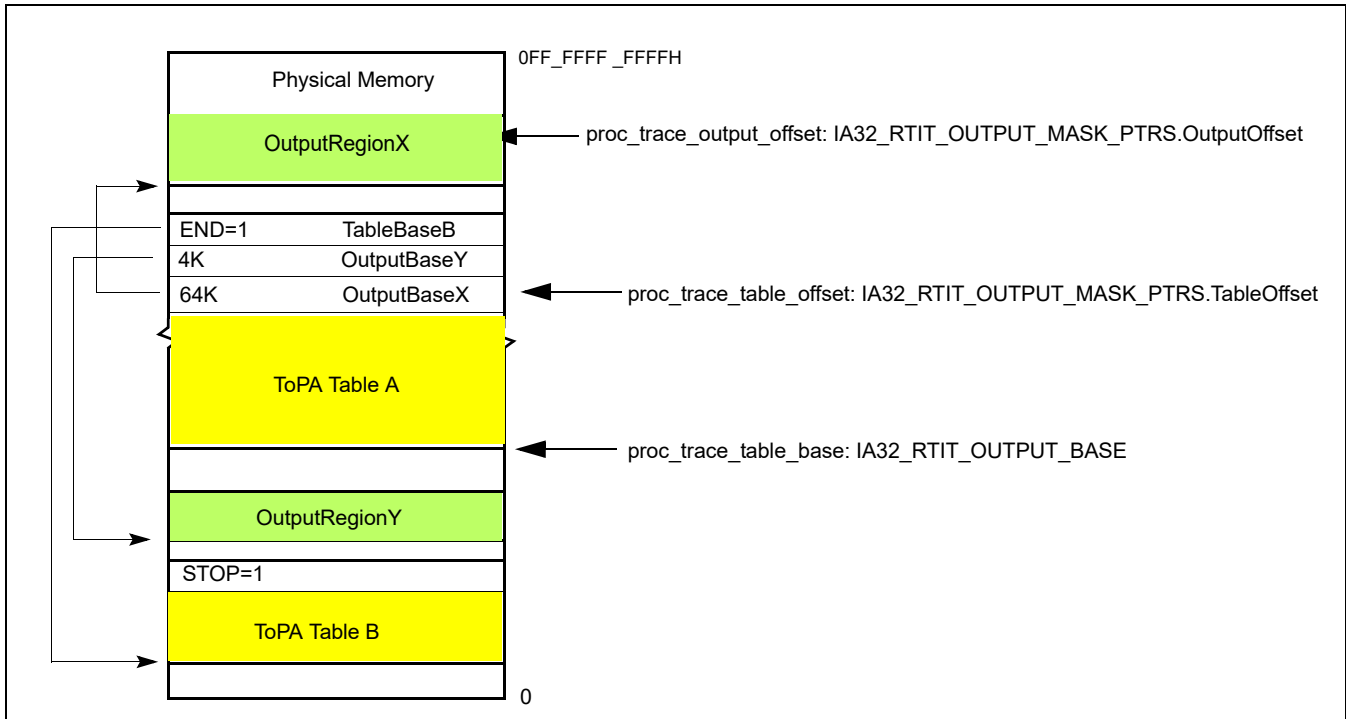 0FF_FFFF _FFFFH
Physical Memory
OutputRegionX
proc_trace_output_offset: IA32_RTIT_OUTPUT_MASK_PTRS.OutputOffset
END=1 TableBaseB
4K OutputBaseY
64K OutputBaseX
proc_trace_table_offset: IA32_RTIT_OUTPUT_MASK_PTRS.TableOffset
ToPA Table A
proc_trace_table_base: IA32_RTIT_OUTPUT_BASE
OutputRegionY
STOP=1
ToPA Table B
0